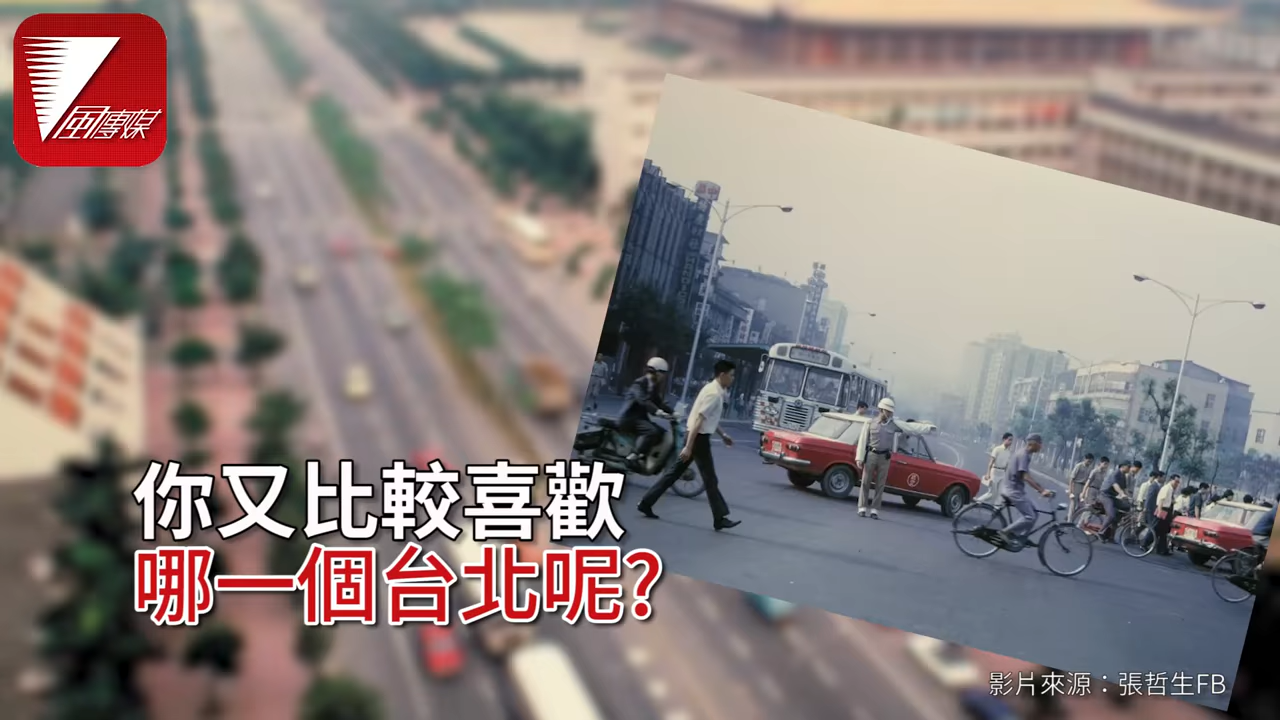 風傳媒
你又比較喜歡
哪一個台北呢?
影片來源：張哲生FB